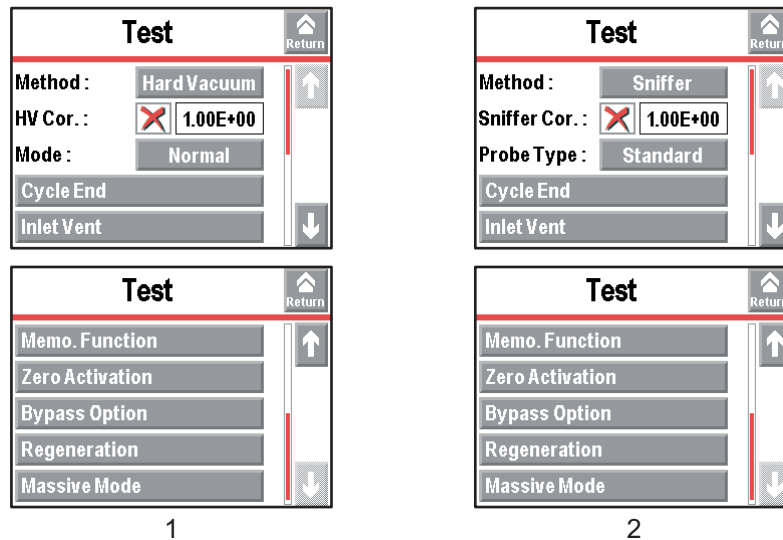 Test
Return
Method :
Hard Vacuum
HV Cor. :
1.00E+00
Mode :
Normal
Cycle End
Inlet Vent
Test
Return
Memo. Function
Zero Activation
Bypass Option
Regeneration
Massive Mode
1
Test
Return
Method :
Sniffer
Sniffer Cor. :
1.00E+00
Probe Type :
Standard
Cycle End
Inlet Vent
Test
Return
Memo. Function
Zero Activation
Bypass Option
Regeneration
Massive Mode
2